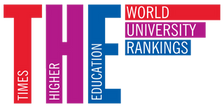 THE
TIMES
HIGHER
EDUCATION
WORLD
UNIVERSITY
RANKINGS